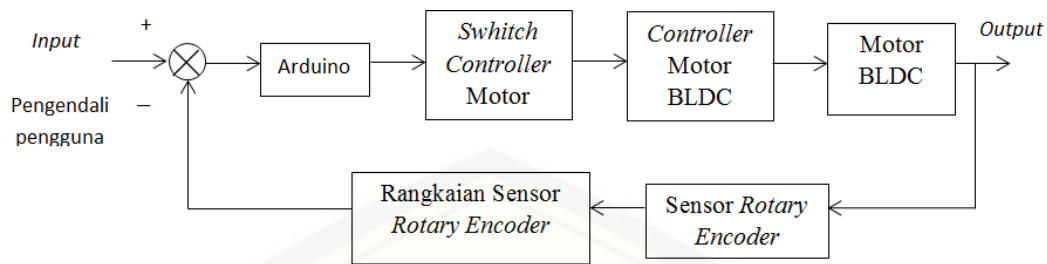 Input
+
Pengendali
pengguna
−
Arduino
Swhitch
Controller
Motor
Controller
Motor
BLDC
Motor
BLDC
Output
Rangkaian Sensor
Rotary Encoder
Sensor Rotary
Encoder